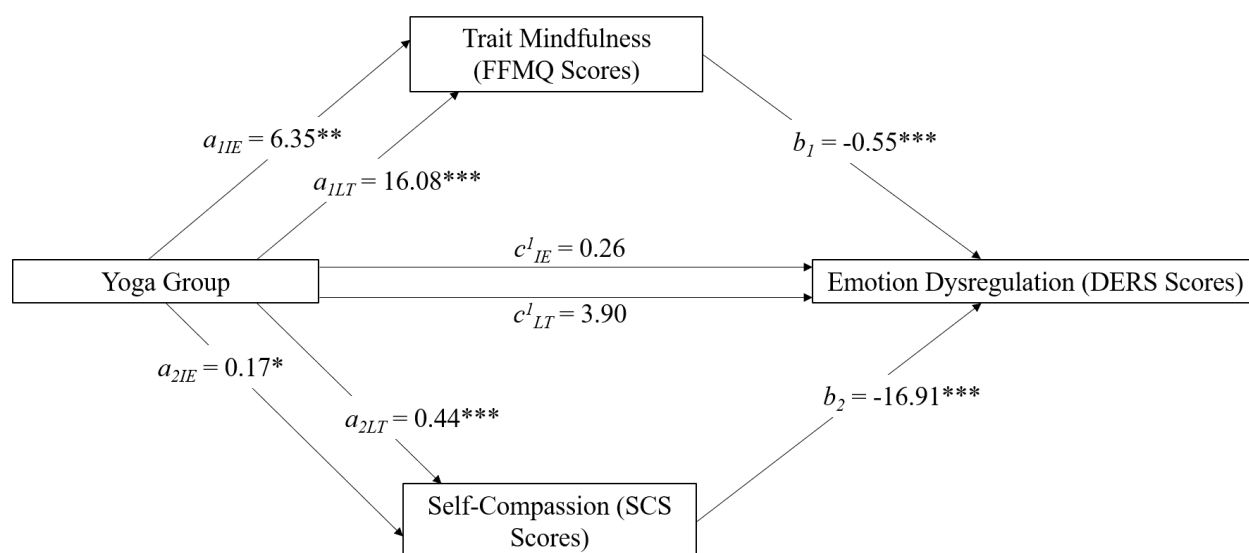 Trait Mindfulness
(FFMQ Scores)
a1IE = 6.35**
b1 = -0.55***
a1LT = 16.08***
c1IE = 0.26
Yoga Group
Emotion Dysregulation (DERS Scores)
c1LT = 3.90
a2IE = 0.17*
b2 = -16.91***
a2LT = 0.44***
Self-Compassion (SCS
Scores)